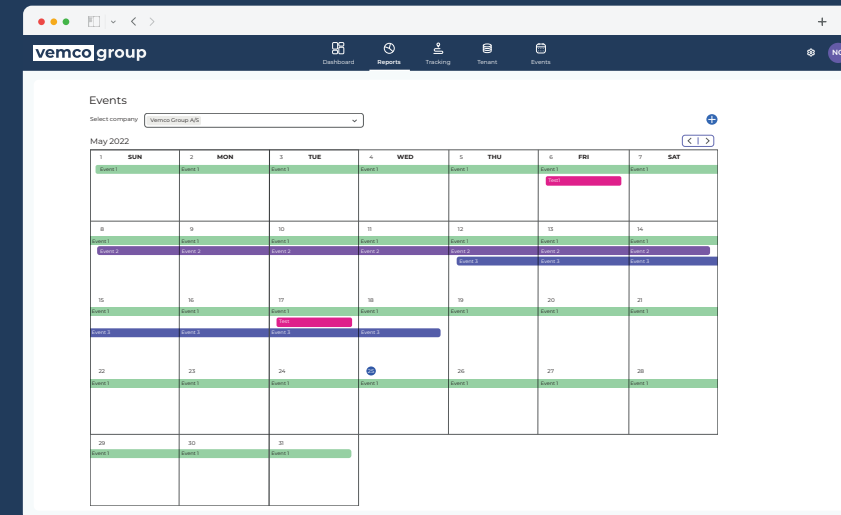 vemco group
Dashboard Reports Tracking Tenant Events
NC
Events
Select company Vemco Group A/S
May 2022
1 SUN 2 MON 3 TUE 4 WED 5 THU 6 FRI 7 SAT
Event 1 Event 1 Event 1 Event 1 Event 1 Event 1 Event 1
Test1
8 9 10 11 12 13 14
Event 1 Event 1 Event 1 Event 1 Event 1 Event 1 Event 1
Event 2 Event 2 Event 2 Event 2 Event 2 Event 2 Event 2
Event 3 Event 3 Event 3
15 16 17 18 19 20 21
Event 1 Event 1 Event 1 Event 1 Event 1 Event 1 Event 1
Test
Event 3 Event 3 Event 3 Event 3
22 23 24 25 26 27 28
Event 1 Event 1 Event 1 Event 1 Event 1 Event 1 Event 1
29 30 31
Event 1 Event 1 Event 1